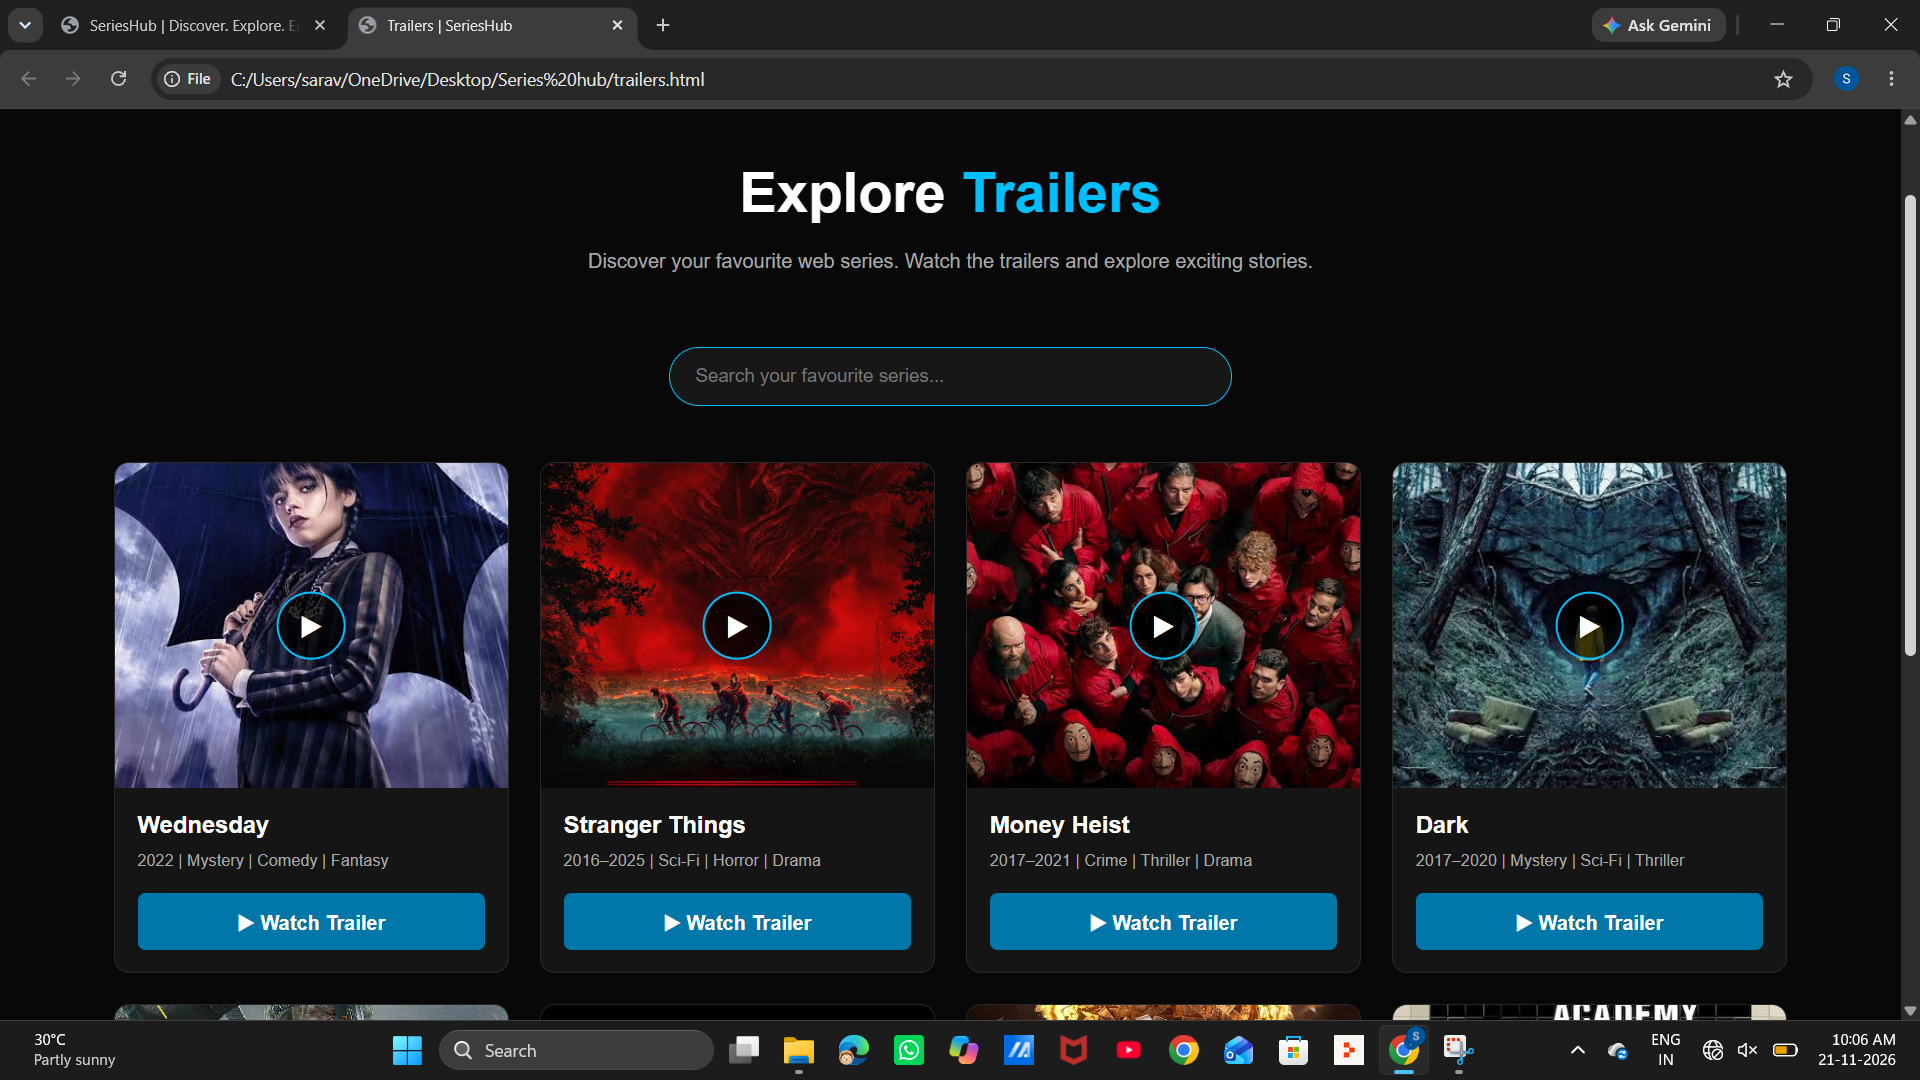 SeriesHub | Discover. Explore. E
Trailers | SeriesHub
Ask Gemini
File
C:/Users/sarav/OneDrive/Desktop/Series%20hub/trailers.html
S
Explore Trailers
Discover your favourite web series. Watch the trailers and explore exciting stories.
Search your favourite series...
Wednesday
2022 | Mystery | Comedy | Fantasy
▶ Watch Trailer
Stranger Things
2016–2025 | Sci-Fi | Horror | Drama
▶ Watch Trailer
Money Heist
2017–2021 | Crime | Thriller | Drama
▶ Watch Trailer
Dark
2017–2020 | Mystery | Sci-Fi | Thriller
▶ Watch Trailer
ACADEMY
30°C
Partly sunny
Search
S
ENG
IN
10:06 AM
21-11-2026